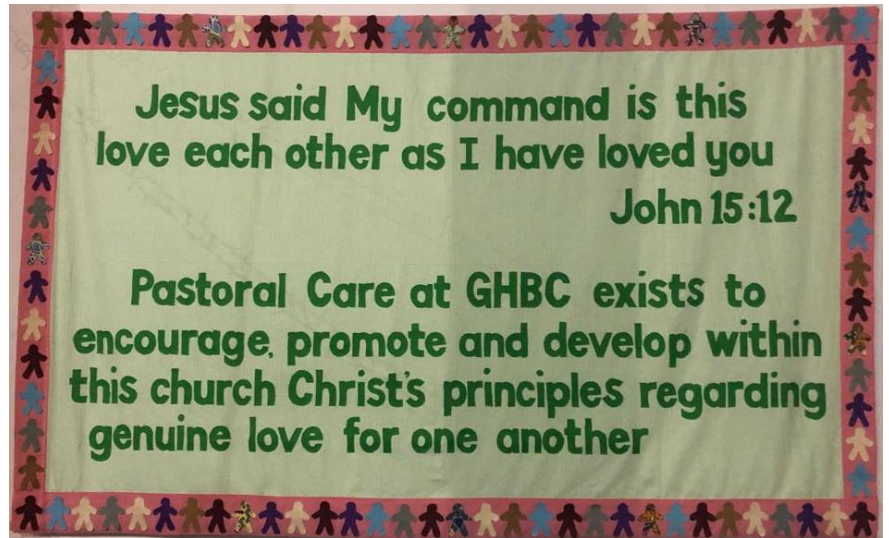 Jesus said My command is this
love each other as I have loved you
John 15:12
Pastoral Care at GHBC exists to
encourage, promote and develop within
this church Christ's principles regarding
genuine love for one another